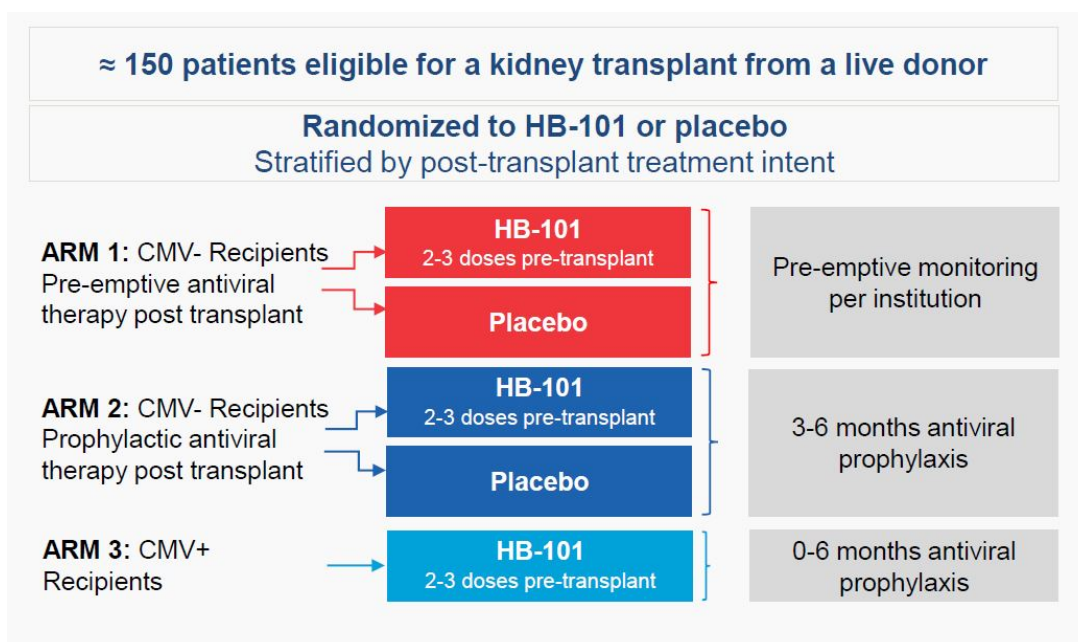 ≈ 150 patients eligible for a kidney transplant from a live donor
Randomized to HB-101 or placebo
Stratified by post-transplant treatment intent
ARM 1: CMV- Recipients
Pre-emptive antiviral
therapy post transplant
HB-101
2-3 doses pre-transplant
Placebo
Pre-emptive monitoring
per institution
ARM 2: CMV- Recipients
Prophylactic antiviral
therapy post transplant
HB-101
2-3 doses pre-transplant
Placebo
3-6 months antiviral
prophylaxis
ARM 3: CMV+
Recipients
HB-101
2-3 doses pre-transplant
0-6 months antiviral
prophylaxis